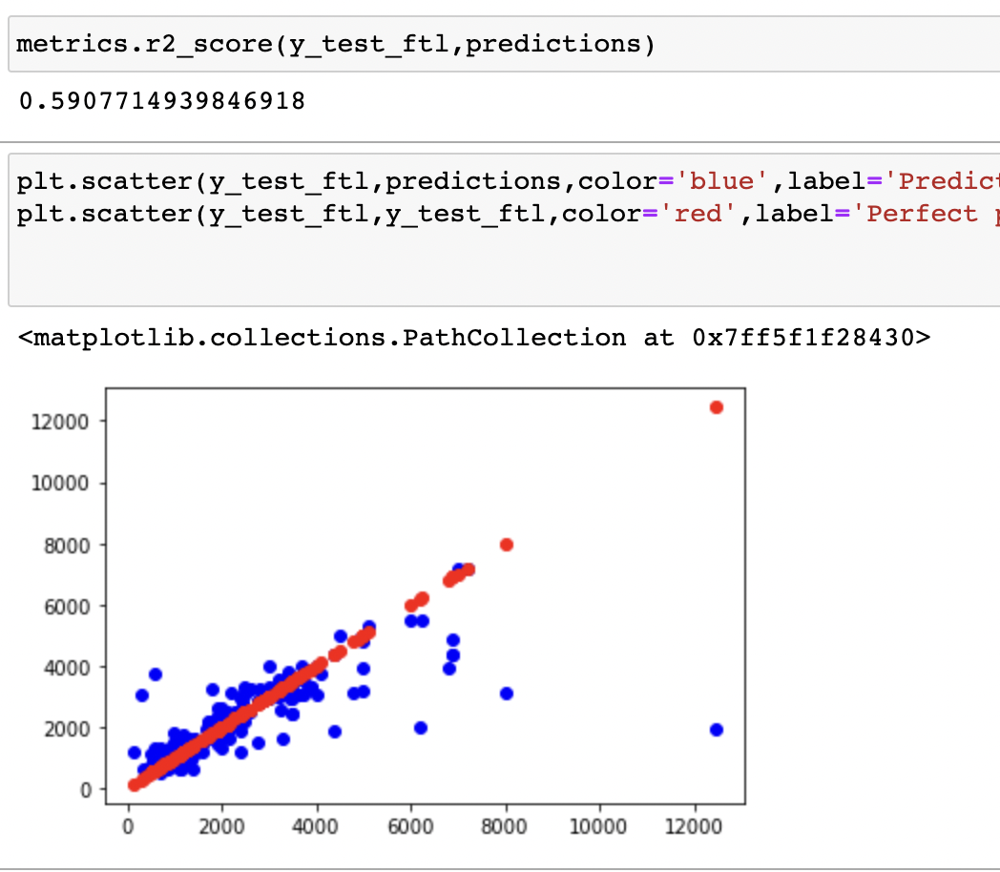 metrics.r2_score(y_test_ftl,predictions)
0.5907714939846918
plt.scatter(y_test_ftl,predictions,color='blue',label='Predict
plt.scatter(y_test_ftl,y_test_ftl,color='red',label='Perfect p
<matplotlib.collections.PathCollection at 0x7ff5f1f28430>
12000
10000
8000
6000
4000
2000
0
0 2000 4000 6000 8000 10000 12000